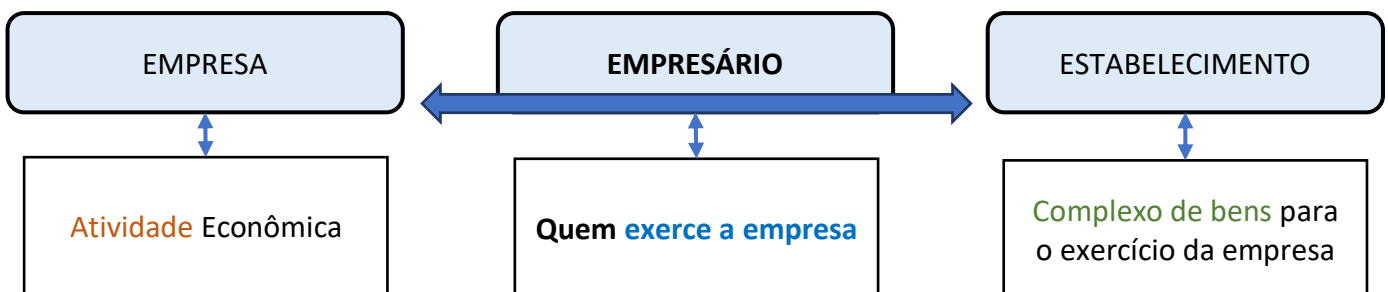 EMPRESA
EMPRESÁRIO
ESTABELECIMENTO
Atividade Econômica
Quem exerce a empresa
Complexo de bens para
o exercício da empresa